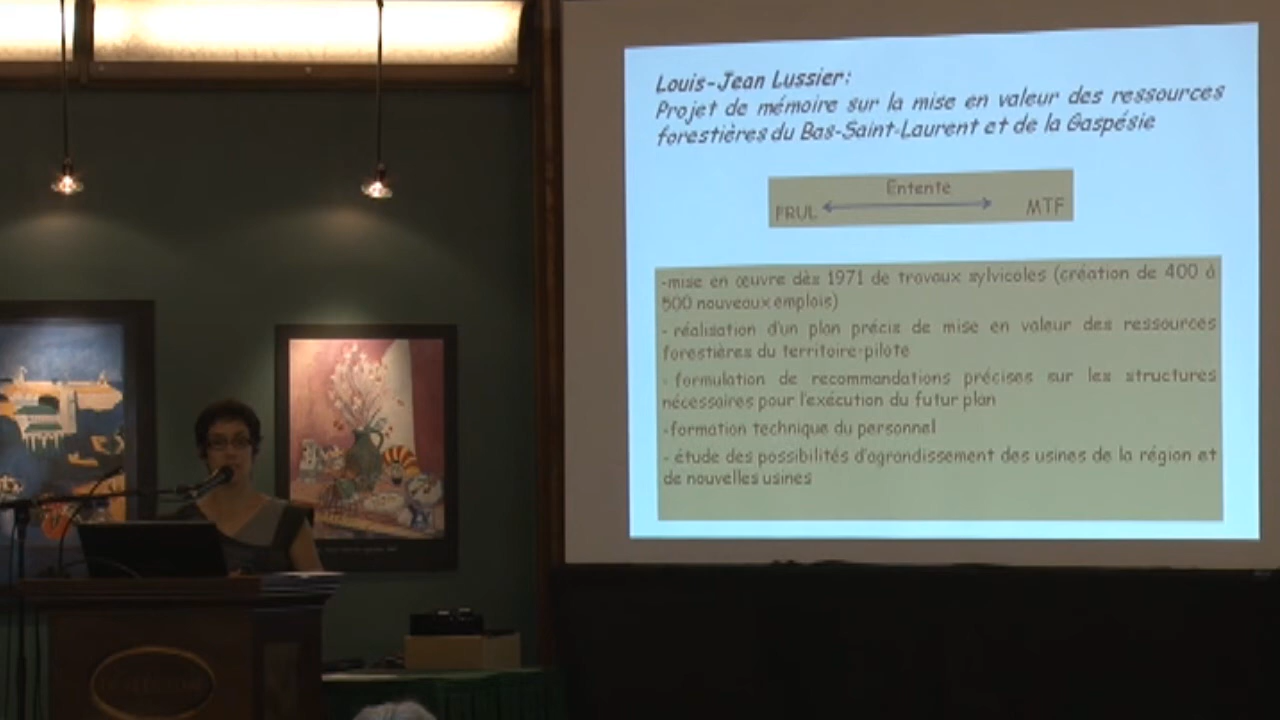 Louis-Jean Lussier:
Projet de mémoire sur la mise en valeur des ressources
forestières du Bas-Saint-Laurent et de la Gaspésie
Entente
FRUL
MTF
-mise en œuvre dès 1971 de travaux sylvicoles (création de 400 à
500 nouveaux emplois)
- réalisation d'un plan précis de mise en valeur des ressources
forestières du territoire-pilote
- formulation de recommandations précises sur les structures
nécessaires pour l'exécution du futur plan
-formation technique du personnel
- étude des possibilités d'agrandissement des usines de la région et
de nouvelles usines